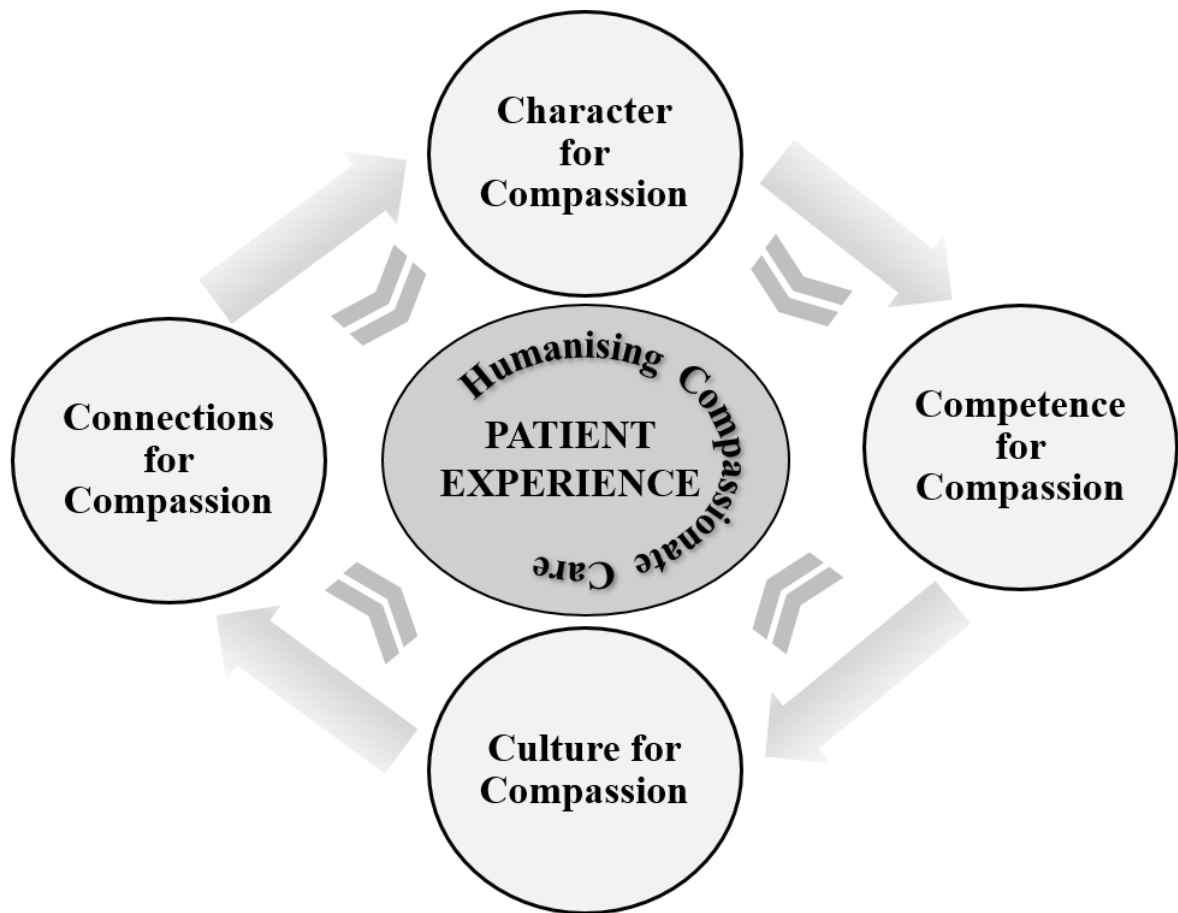 Character
for
Compassion
Connections
for
Compassion
Humanising Compassionate Care
PATIENT
EXPERIENCE
Competence
for
Compassion
Culture for
Compassion